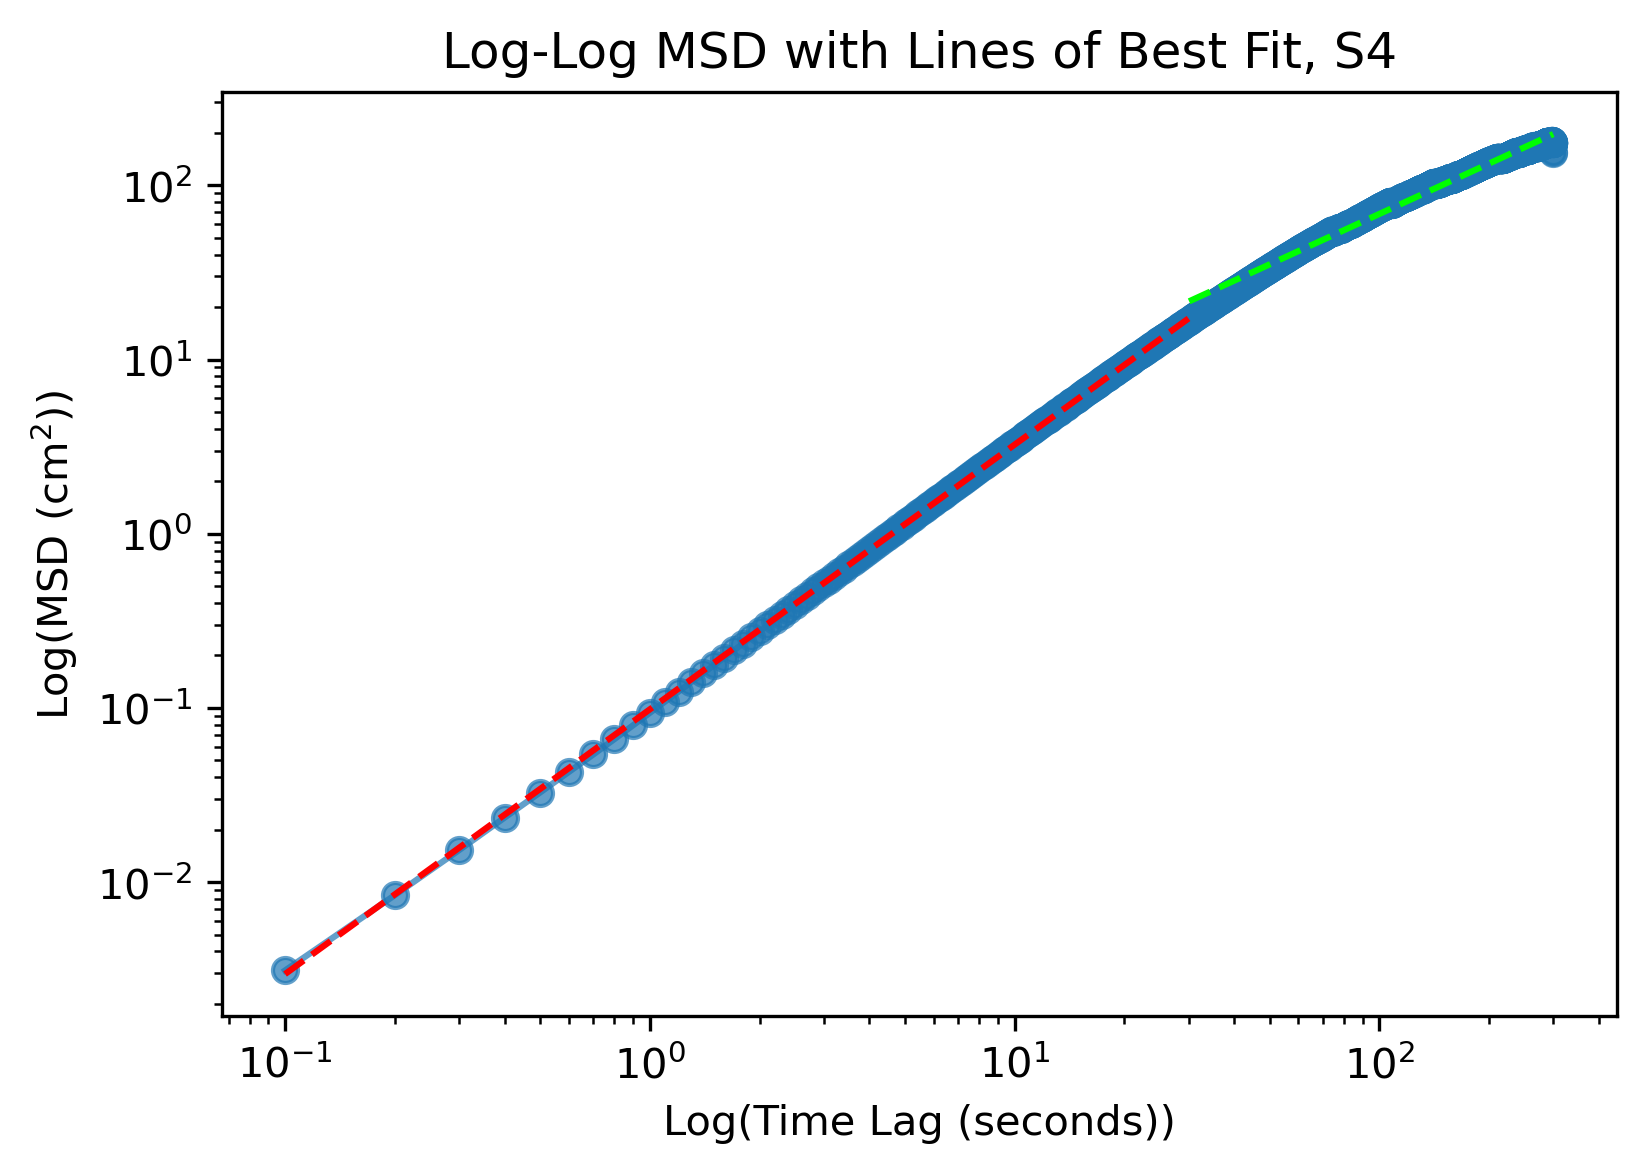 Log-Log MSD with Lines of Best Fit, S4
Log(MSD (cm²))
10²
10¹
10⁰
10⁻¹
10⁻²
10⁻¹ 10⁰ 10¹ 10²
Log(Time Lag (seconds))